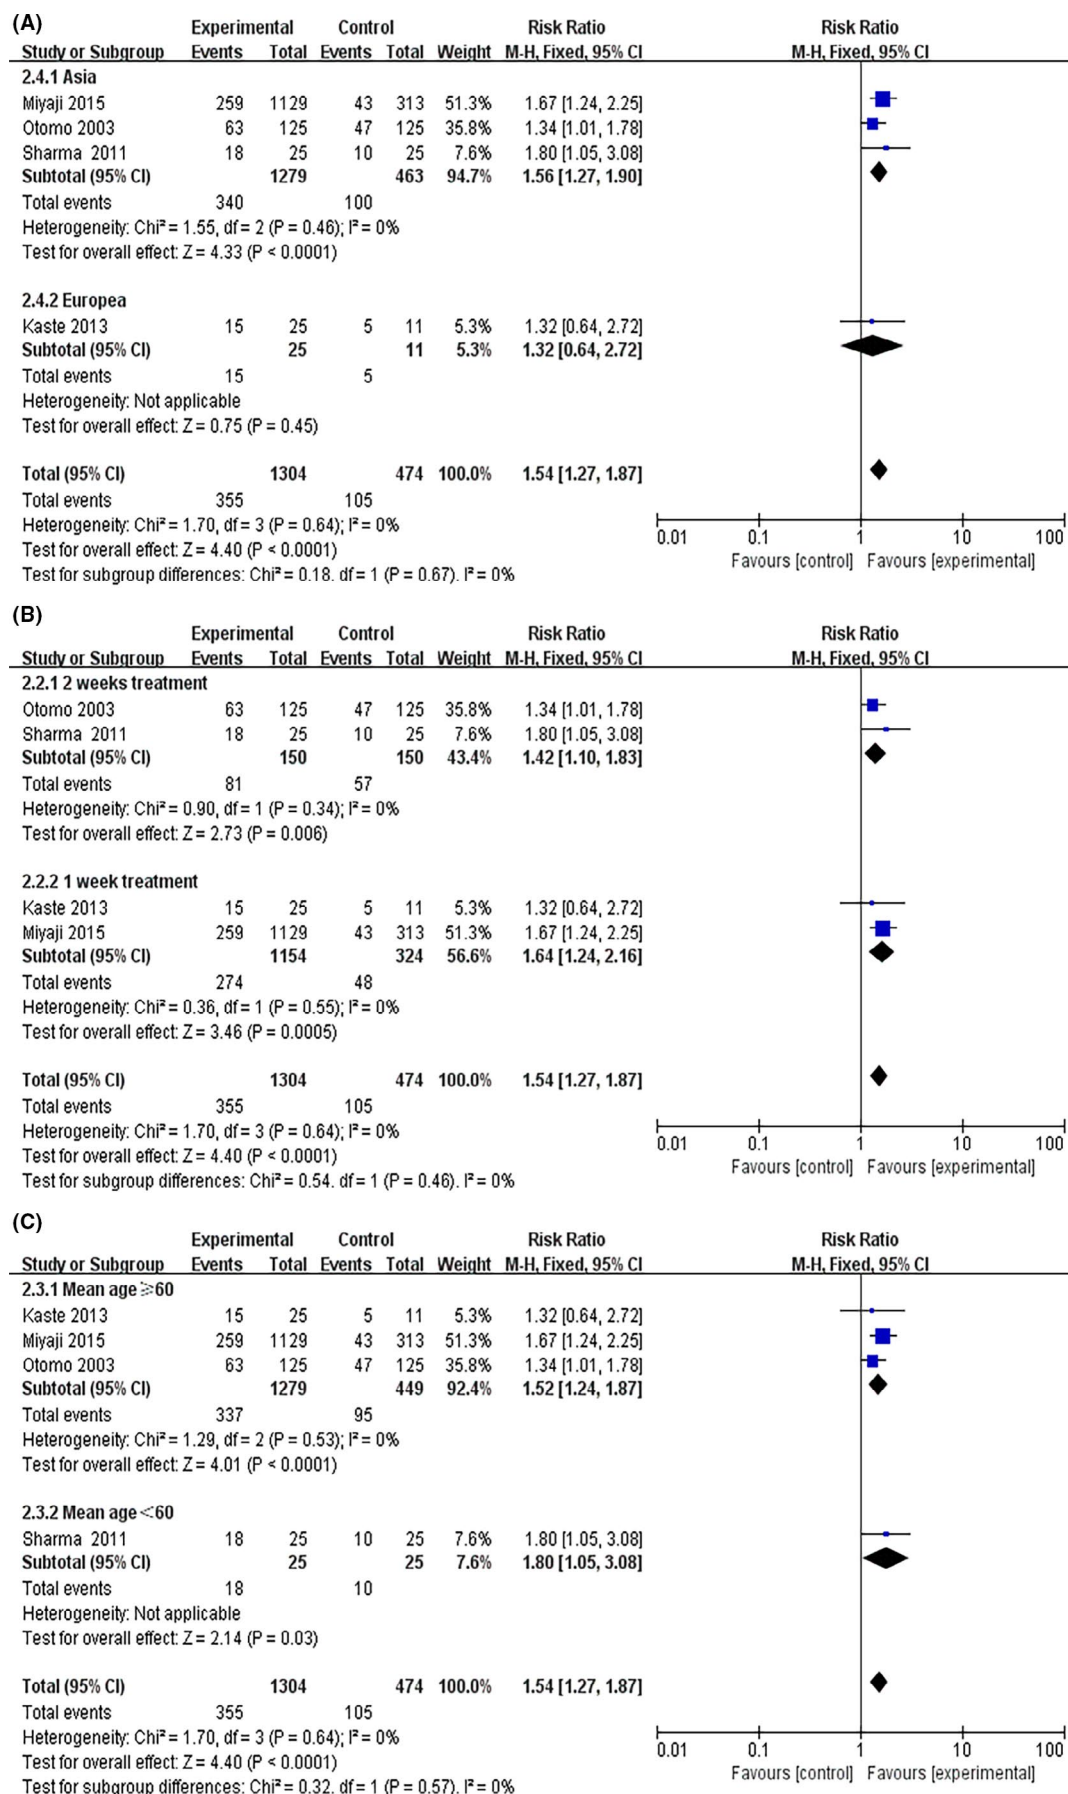 (A)
Experimental Control Risk Ratio Risk Ratio
Study or Subgroup Events Total Events Total Weight M-H, Fixed, 95% CI M-H, Fixed, 95% CI
2.4.1 Asia
Miyaji 2015 259 1129 43 313 51.3% 1.67 [1.24, 2.25]
Otomo 2003 63 125 47 125 35.8% 1.34 [1.01, 1.78]
Sharma 2011 18 25 10 25 7.6% 1.80 [1.05, 3.08]
Subtotal (95% CI) 1279 463 94.7% 1.56 [1.27, 1.90]
Total events 340 100
Heterogeneity: Chi² = 1.55, df = 2 (P = 0.46); I² = 0%
Test for overall effect: Z = 4.33 (P < 0.0001)
2.4.2 Europea
Kaste 2013 15 25 5 11 5.3% 1.32 [0.64, 2.72]
Subtotal (95% CI) 25 11 5.3% 1.32 [0.64, 2.72]
Total events 15 5
Heterogeneity: Not applicable
Test for overall effect: Z = 0.75 (P = 0.45)
Total (95% CI) 1304 474 100.0% 1.54 [1.27, 1.87]
Total events 355 105
Heterogeneity: Chi² = 1.70, df = 3 (P = 0.64); I² = 0%
Test for overall effect: Z = 4.40 (P < 0.0001)
Test for subgroup differences: Chi² = 0.18. df = 1 (P = 0.67). I² = 0%
0.01 0.1 1 10 100
Favours [control] Favours [experimental]
(B)
Experimental Control Risk Ratio Risk Ratio
Study or Subgroup Events Total Events Total Weight M-H, Fixed, 95% CI M-H, Fixed, 95% CI
2.2.1 2 weeks treatment
Otomo 2003 63 125 47 125 35.8% 1.34 [1.01, 1.78]
Sharma 2011 18 25 10 25 7.6% 1.80 [1.05, 3.08]
Subtotal (95% CI) 150 150 43.4% 1.42 [1.10, 1.83]
Total events 81 57
Heterogeneity: Chi² = 0.90, df = 1 (P = 0.34); I² = 0%
Test for overall effect: Z = 2.73 (P = 0.006)
2.2.2 1 week treatment
Kaste 2013 15 25 5 11 5.3% 1.32 [0.64, 2.72]
Miyaji 2015 259 1129 43 313 51.3% 1.67 [1.24, 2.25]
Subtotal (95% CI) 1154 324 56.6% 1.64 [1.24, 2.16]
Total events 274 48
Heterogeneity: Chi² = 0.36, df = 1 (P = 0.55); I² = 0%
Test for overall effect: Z = 3.46 (P = 0.0005)
Total (95% CI) 1304 474 100.0% 1.54 [1.27, 1.87]
Total events 355 105
Heterogeneity: Chi² = 1.70, df = 3 (P = 0.64); I² = 0%
Test for overall effect: Z = 4.40 (P < 0.0001)
Test for subgroup differences: Chi² = 0.54. df = 1 (P = 0.46). I² = 0%
0.01 0.1 1 10 100
Favours [control] Favours [experimental]
(C)
Experimental Control Risk Ratio Risk Ratio
Study or Subgroup Events Total Events Total Weight M-H, Fixed, 95% CI M-H, Fixed, 95% CI
2.3.1 Mean age ≥60
Kaste 2013 15 25 5 11 5.3% 1.32 [0.64, 2.72]
Miyaji 2015 259 1129 43 313 51.3% 1.67 [1.24, 2.25]
Otomo 2003 63 125 47 125 35.8% 1.34 [1.01, 1.78]
Subtotal (95% CI) 1279 449 92.4% 1.52 [1.24, 1.87]
Total events 337 95
Heterogeneity: Chi² = 1.29, df = 2 (P = 0.53); I² = 0%
Test for overall effect: Z = 4.01 (P < 0.0001)
2.3.2 Mean age <60
Sharma 2011 18 25 10 25 7.6% 1.80 [1.05, 3.08]
Subtotal (95% CI) 25 25 7.6% 1.80 [1.05, 3.08]
Total events 18 10
Heterogeneity: Not applicable
Test for overall effect: Z = 2.14 (P = 0.03)
Total (95% CI) 1304 474 100.0% 1.54 [1.27, 1.87]
Total events 355 105
Heterogeneity: Chi² = 1.70, df = 3 (P = 0.64); I² = 0%
Test for overall effect: Z = 4.40 (P < 0.0001)
Test for subgroup differences: Chi² = 0.32. df = 1 (P = 0.57). I² = 0%
0.01 0.1 1 10 100
Favours [control] Favours [experimental]